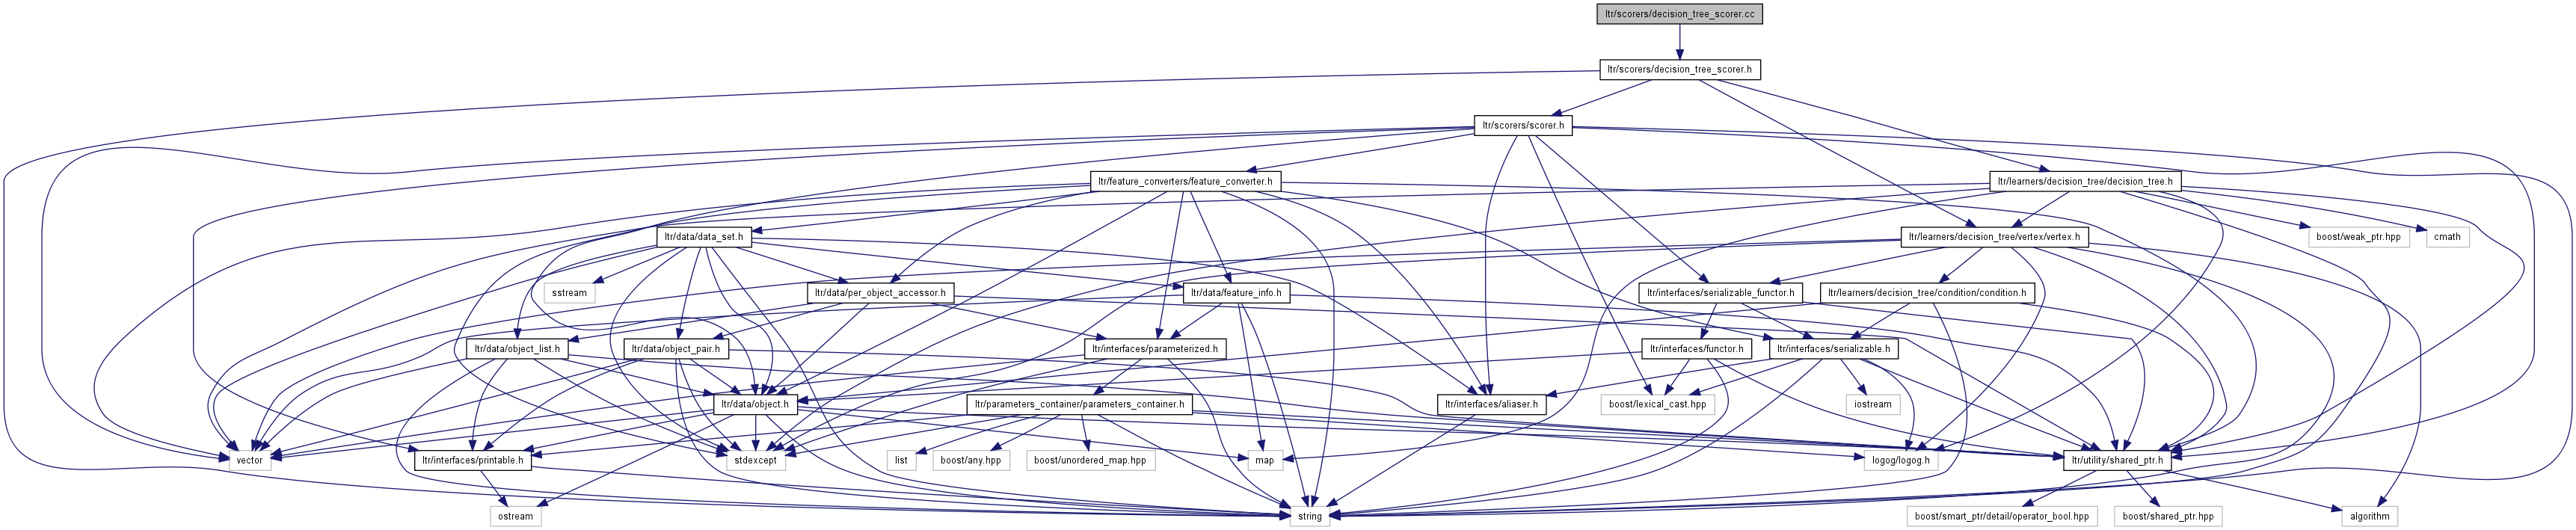 ltr/scorers/decision_tree_scorer.cc
ltr/scorers/decision_tree_scorer.h
ltr/scorers/scorer.h
ltr/feature_converters/feature_converter.h
ltr/learners/decision_tree/decision_tree.h
ltr/data/data_set.h
ltr/learners/decision_tree/vertex/vertex.h
boost/weak_ptr.hpp
cmath
sstream
ltr/data/per_object_accessor.h
ltr/data/feature_info.h
ltr/interfaces/serializable_functor.h
ltr/learners/decision_tree/condition/condition.h
ltr/data/object_list.h
ltr/data/object_pair.h
ltr/interfaces/parameterized.h
ltr/interfaces/functor.h
ltr/interfaces/serializable.h
ltr/data/object.h
ltr/parameters_container/parameters_container.h
ltr/interfaces/aliaser.h
boost/lexical_cast.hpp
iostream
vector
ltr/interfaces/printable.h
stdexcept
list
boost/any.hpp
boost/unordered_map.hpp
map
logog/logog.h
ltr/utility/shared_ptr.h
ostream
string
boost/smart_ptr/detail/operator_bool.hpp
boost/shared_ptr.hpp
algorithm